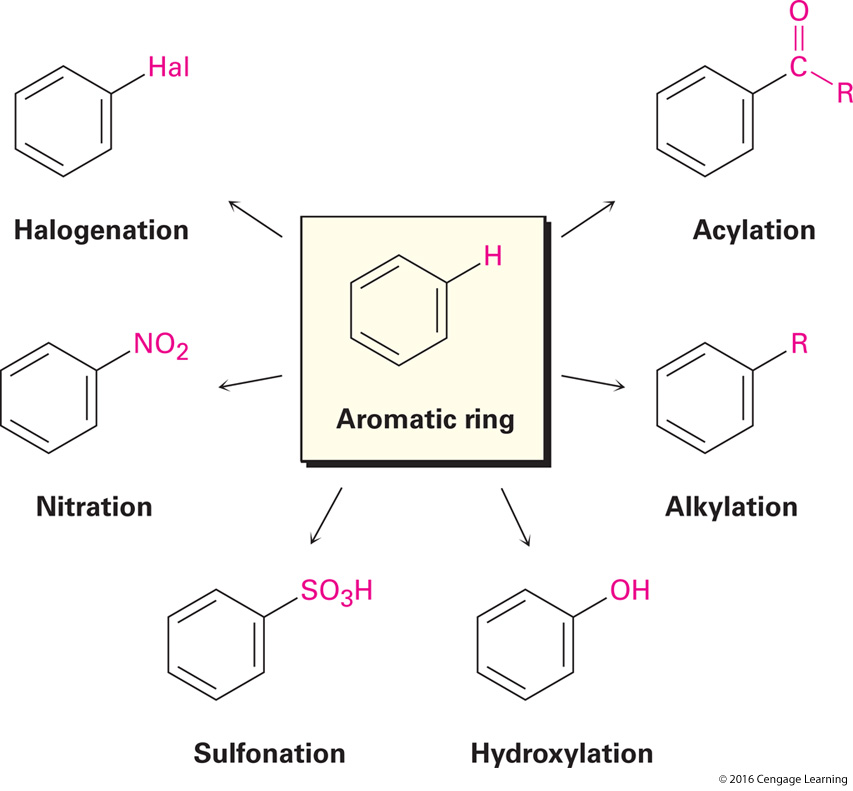 Hal
Halogenation
O
C
R
Acylation
H
Aromatic ring
NO2
Nitration
R
Alkylation
SO3H
Sulfonation
OH
Hydroxylation
© 2016 Cengage Learning